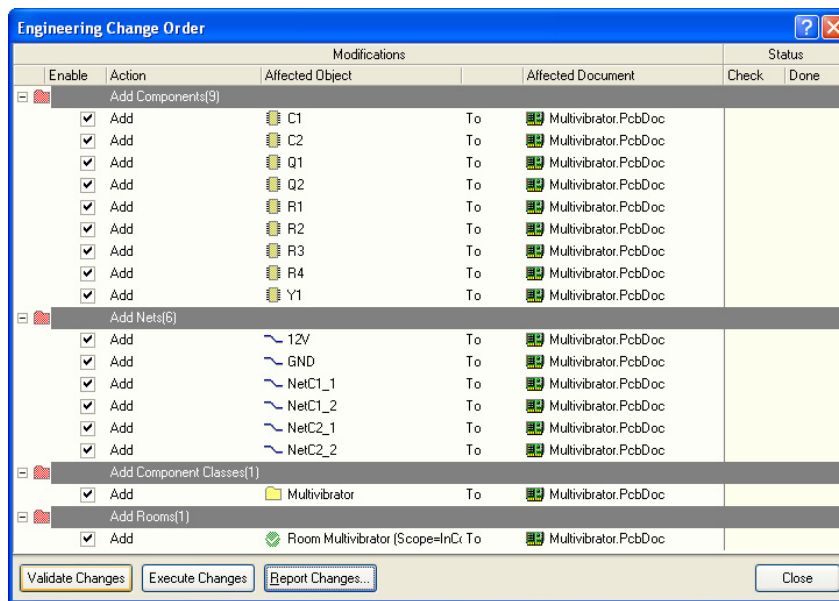 Engineering Change Order
Modifications Status
Enable Action Affected Object Affected Document Check Done
Add Components(9)
Add C1 To Multivibrator.PcbDoc
Add C2 To Multivibrator.PcbDoc
Add Q1 To Multivibrator.PcbDoc
Add Q2 To Multivibrator.PcbDoc
Add R1 To Multivibrator.PcbDoc
Add R2 To Multivibrator.PcbDoc
Add R3 To Multivibrator.PcbDoc
Add R4 To Multivibrator.PcbDoc
Add Y1 To Multivibrator.PcbDoc
Add Nets(6)
Add 12V To Multivibrator.PcbDoc
Add GND To Multivibrator.PcbDoc
Add NetC1_1 To Multivibrator.PcbDoc
Add NetC1_2 To Multivibrator.PcbDoc
Add NetC2_1 To Multivibrator.PcbDoc
Add NetC2_2 To Multivibrator.PcbDoc
Add Component Classes(1)
Add Multivibrator To Multivibrator.PcbDoc
Add Rooms(1)
Add Room Multivibrator (Scope=InCo To Multivibrator.PcbDoc
Validate Changes Execute Changes Report Changes... Close